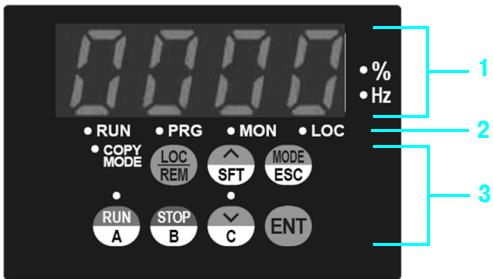 0000
1
%
Hz
RUN PRG MON LOC
2
COPY MODE
LOC REM
SFT
MODE ESC
3
RUN A
STOP B
C
ENT